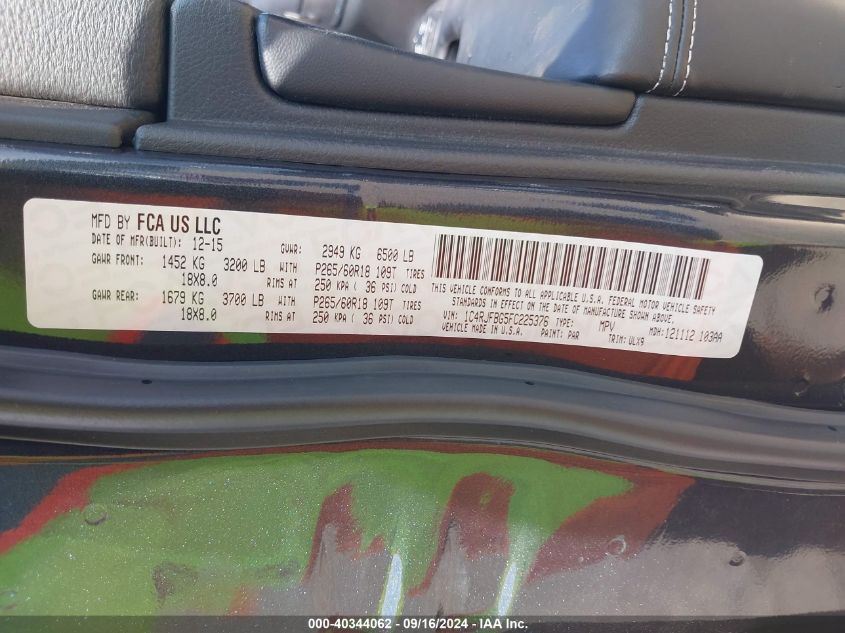 MFD BY FCA US LLC
DATE OF MFR(BUILT): 12-15 GVWR: 2949 KG 6500 LB
GAWR FRONT: 1452 KG 3200 LB WITH P265/60R18 109T TIRES
18X8.0 RIMS AT 250 KPA ( 36 PSI) COLD
GAWR REAR: 1679 KG 3700 LB WITH P265/60R18 109T TIRES
18X8.0 RIMS AT 250 KPA ( 36 PSI) COLD
THIS VEHICLE CONFORMS TO ALL APPLICABLE U.S.A. FEDERAL MOTOR VEHICLE SAFETY
STANDARDS IN EFFECT ON THE DATE OF MANUFACTURE SHOWN ABOVE.
VIN: 1C4RJFBG5FC225376 TYPE: MPV MDH:121112 103AA
VEHICLE MADE IN U.S.A. PAINT: PAR TRIM: ULX9
000-40344062 - 09/16/2024 - IAA Inc.